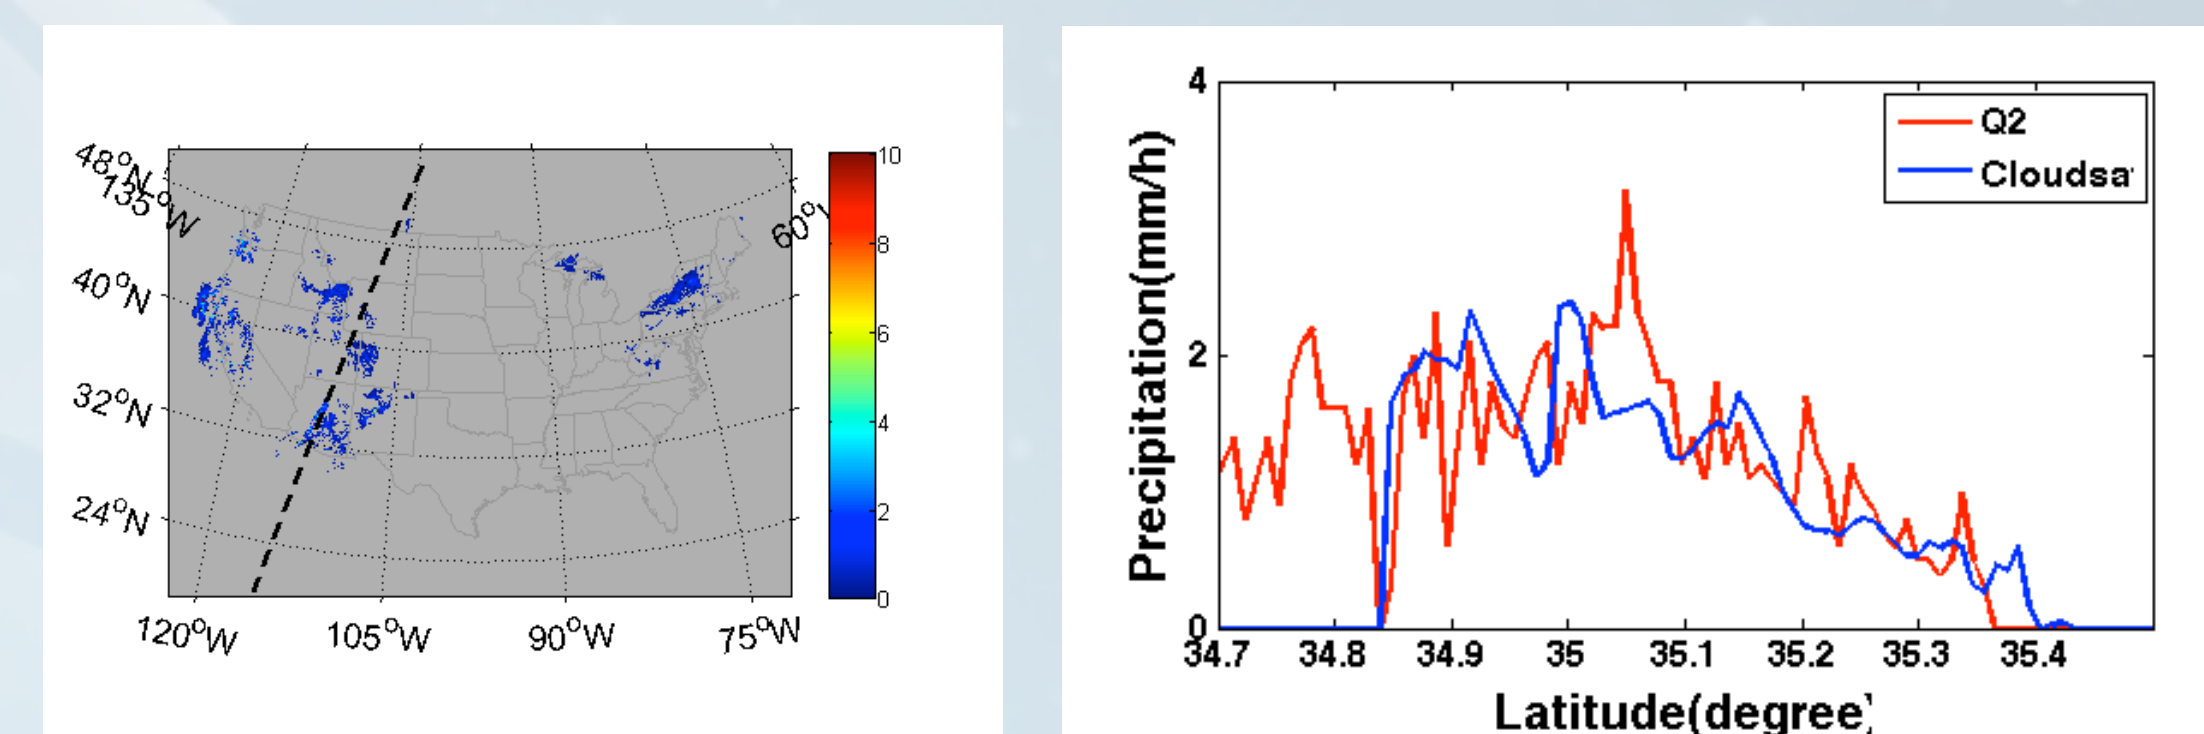 48°N
135°W
40°N
32°N
24°N
120°W
105°W
90°W
75°W
10
8
6
4
2
0
4
2
0
Precipitation(mm/h)
Q2
Cloudsa
34.7 34.8 34.9 35 35.1 35.2 35.3 35.4
Latitude(degree)